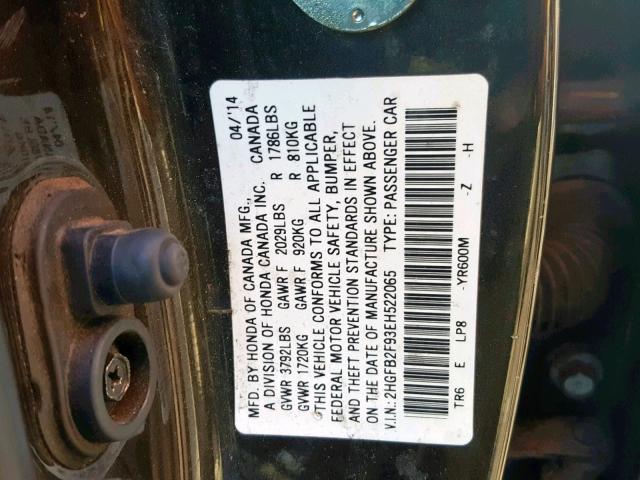 MFD. BY HONDA OF CANADA MFG., 04/'14
A DIVISION OF HONDA CANADA INC. CANADA
GVWR 3792LBS GAWR F 2029LBS R 1786LBS
GVWR 1720KG GAWR F 920KG R 810KG
THIS VEHICLE CONFORMS TO ALL APPLICABLE
FEDERAL MOTOR VEHICLE SAFETY, BUMPER,
AND THEFT PREVENTION STANDARDS IN EFFECT
ON THE DATE OF MANUFACTURE SHOWN ABOVE.
V.I.N.: 2HGFB2F93EH522065 TYPE: PASSENGER CAR
TR6 E LP8 -YR600M -Z -H